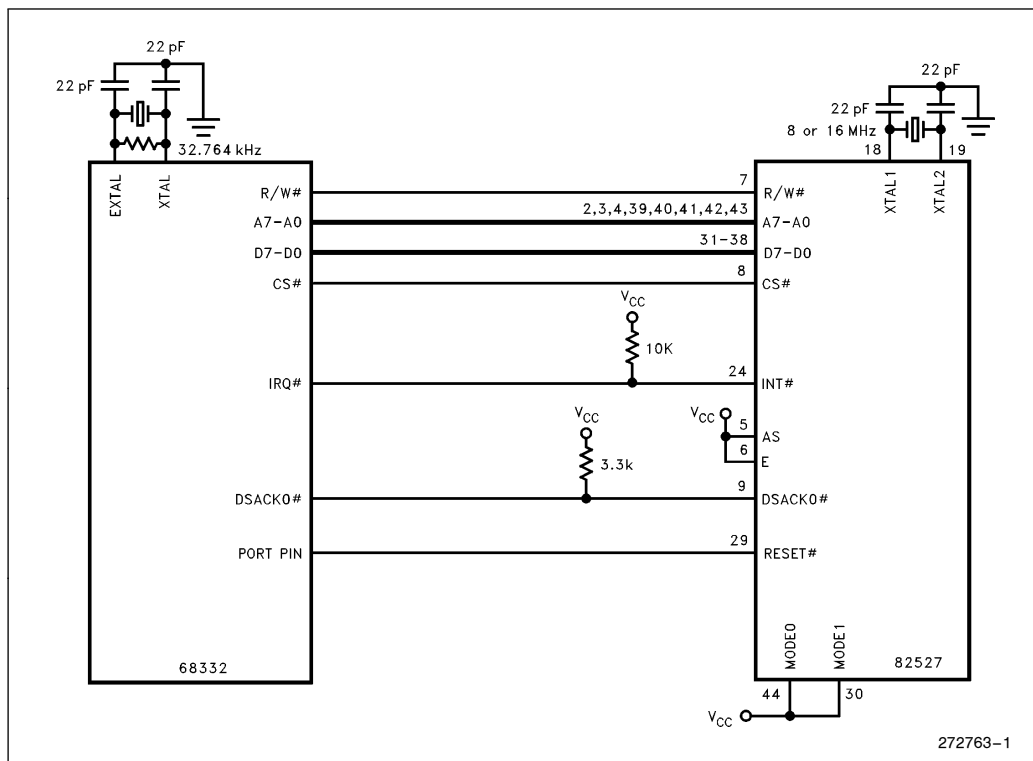 22 pF
22 pF
32.764 kHz
EXTAL
XTAL
R/W#
A7-A0
D7-D0
CS#
IRQ#
DSACK0#
PORT PIN
68332
7
2,3,4,39,40,41,42,43
31-38
8
VCC
10K
24
VCC
3.3k
VCC
5
6
9
29
22 pF
22 pF
8 or 16 MHz
18
19
XTAL1
XTAL2
R/W#
A7-A0
D7-D0
CS#
INT#
AS
E
DSACK0#
RESET#
MODE0
MODE1
82527
44
30
VCC
272763-1